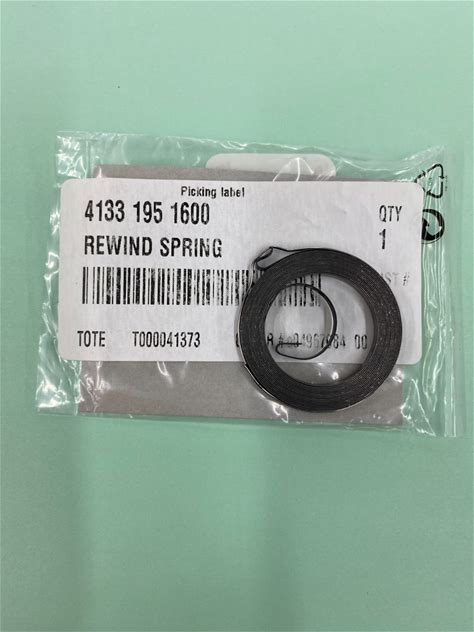 Picking label
4133 195 1600
QTY
REWIND SPRING
1
TOTE T000041373